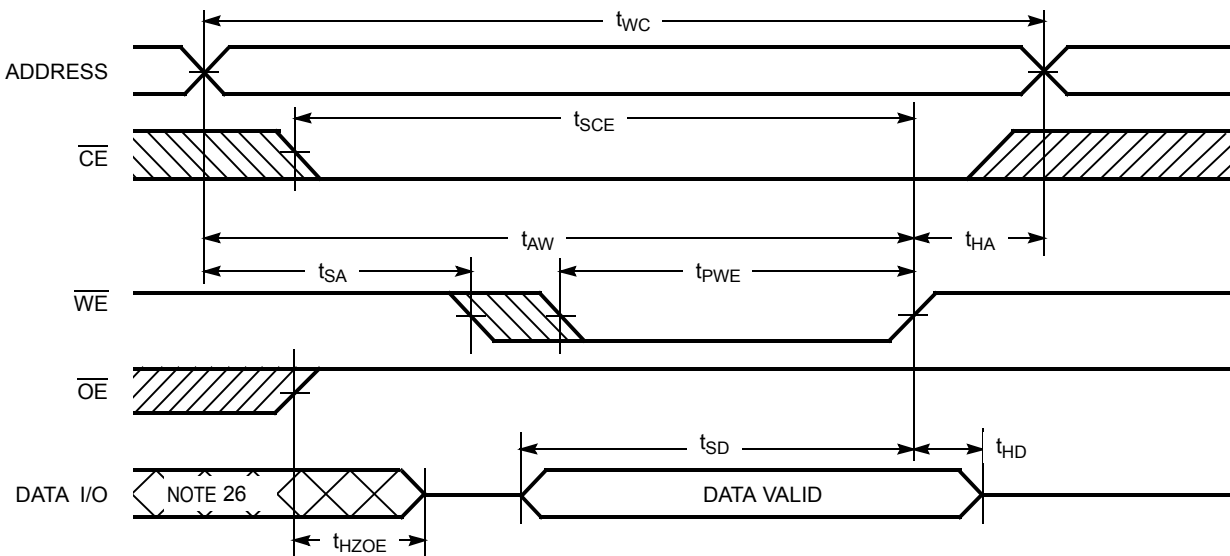 tWC
ADDRESS
tSCE
CE
tAW
tHA
tSA
tPWE
WE
OE
tSD
tHD
DATA I/O
NOTE 26
DATA VALID
tHZOE